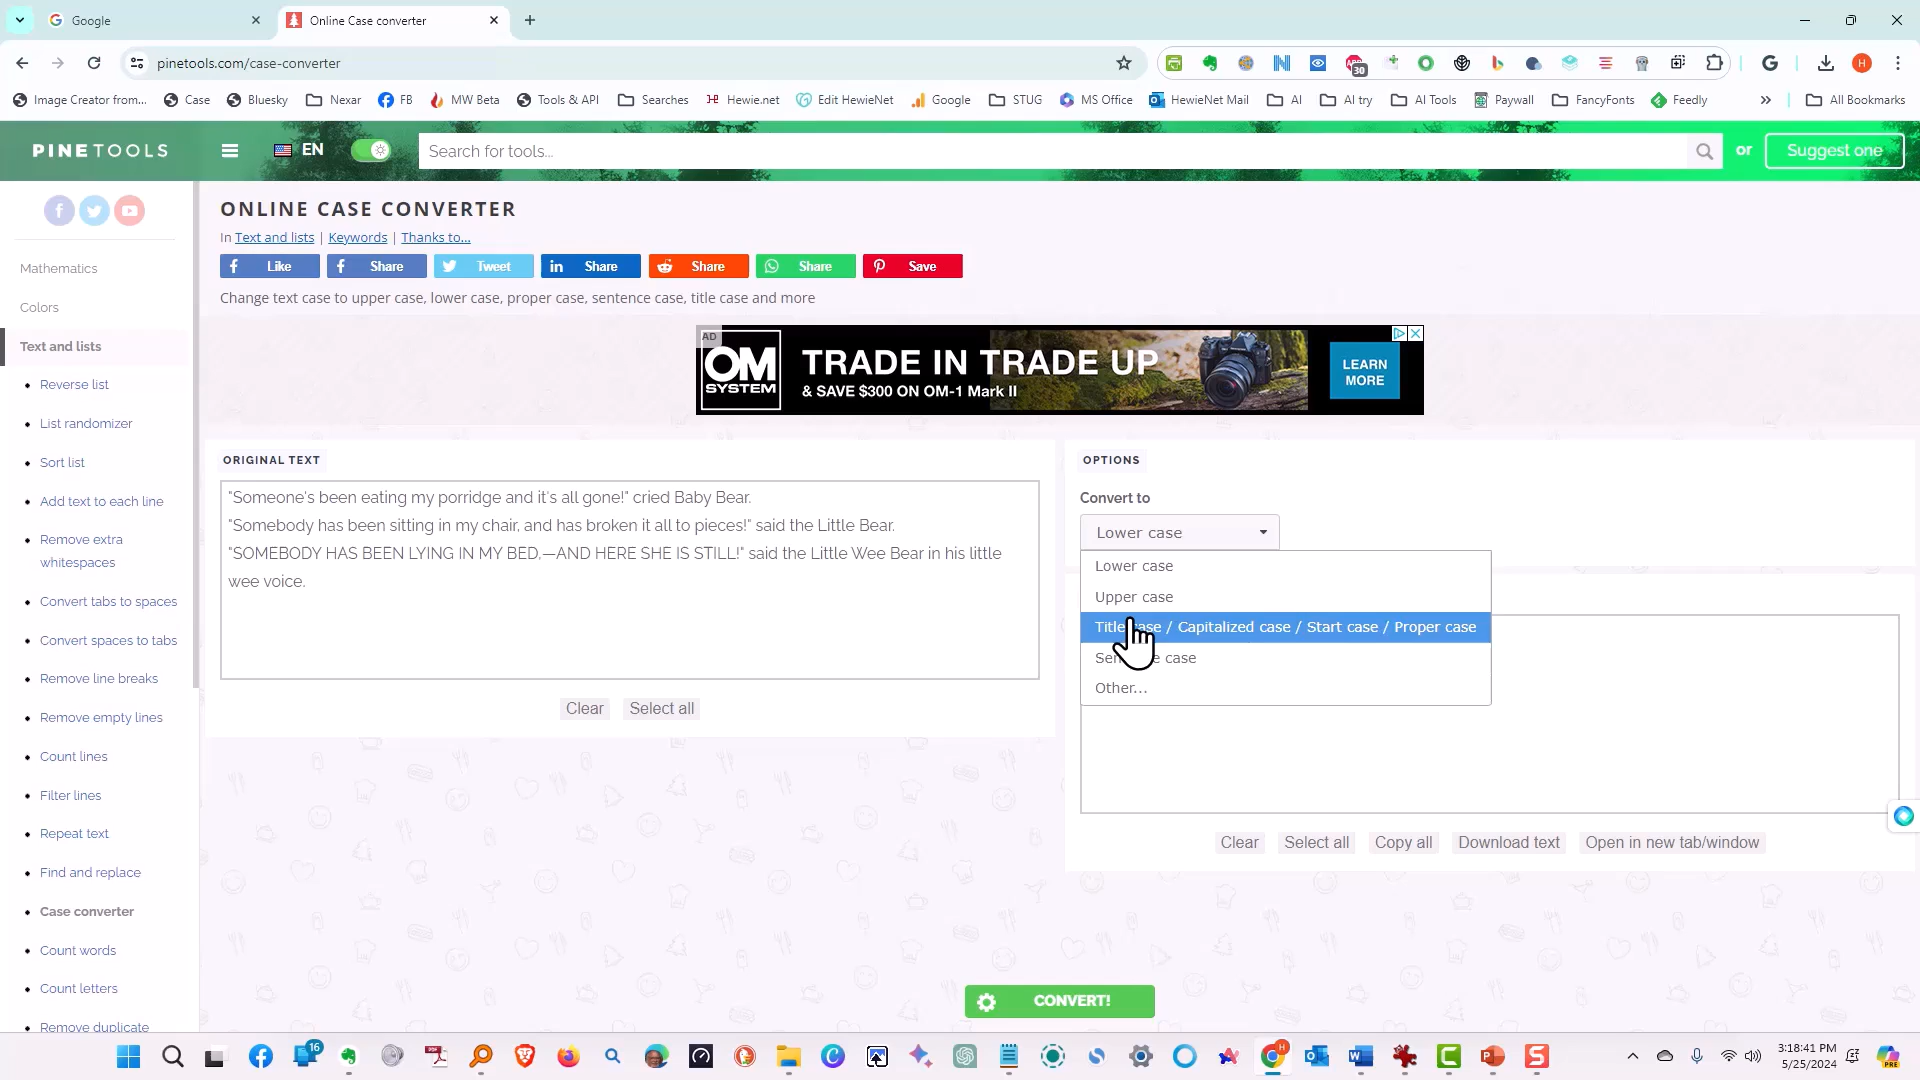 Google
Online Case converter
pinetools.com/case-converter
30
H
Image Creator from...
Case
Bluesky
Nexar
FB
MW Beta
Tools & API
Searches
Hewie.net
Edit HewieNet
Google
STUG
MS Office
HewieNet Mail
AI
AI try
AI Tools
Paywall
FancyFonts
Feedly
All Bookmarks
PINETOOLS
EN
Search for tools...
or
Suggest one
Mathematics
Colors
Text and lists
Reverse list
List randomizer
Sort list
Add text to each line
Remove extra
whitespaces
Convert tabs to spaces
Convert spaces to tabs
Remove line breaks
Remove empty lines
Count lines
Filter lines
Repeat text
Find and replace
Case converter
Count words
Count letters
Remove duplicate
ONLINE CASE CONVERTER
In Text and lists | Keywords | Thanks to...
Like
Share
Tweet
Share
Share
Share
Save
Change text case to upper case, lower case, proper case, sentence case, title case and more
AD
OM
SYSTEM
TRADE IN TRADE UP
& SAVE $300 ON OM-1 Mark II
LEARN
MORE
ORIGINAL TEXT
"Someone's been eating my porridge and it's all gone!" cried Baby Bear.
"Somebody has been sitting in my chair, and has broken it all to pieces!" said the Little Bear.
"SOMEBODY HAS BEEN LYING IN MY BED,—AND HERE SHE IS STILL!" said the Little Wee Bear in his little
wee voice.
Clear
Select all
OPTIONS
Convert to
Lower case
Lower case
Upper case
Title case / Capitalized case / Start case / Proper case
Sentence case
Other...
Clear
Select all
Copy all
Download text
Open in new tab/window
CONVERT!
16
3:18:41 PM
5/25/2024